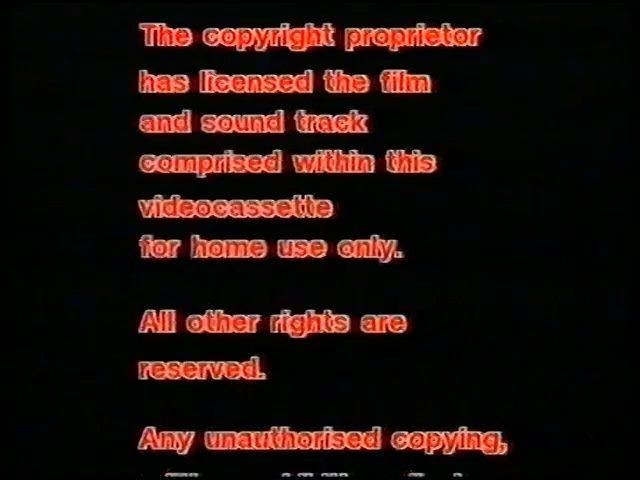 The copyright proprietor
has licensed the film
and sound track
comprised within this
videocassette
for home use only.
All other rights are
reserved.
Any unauthorised copying,